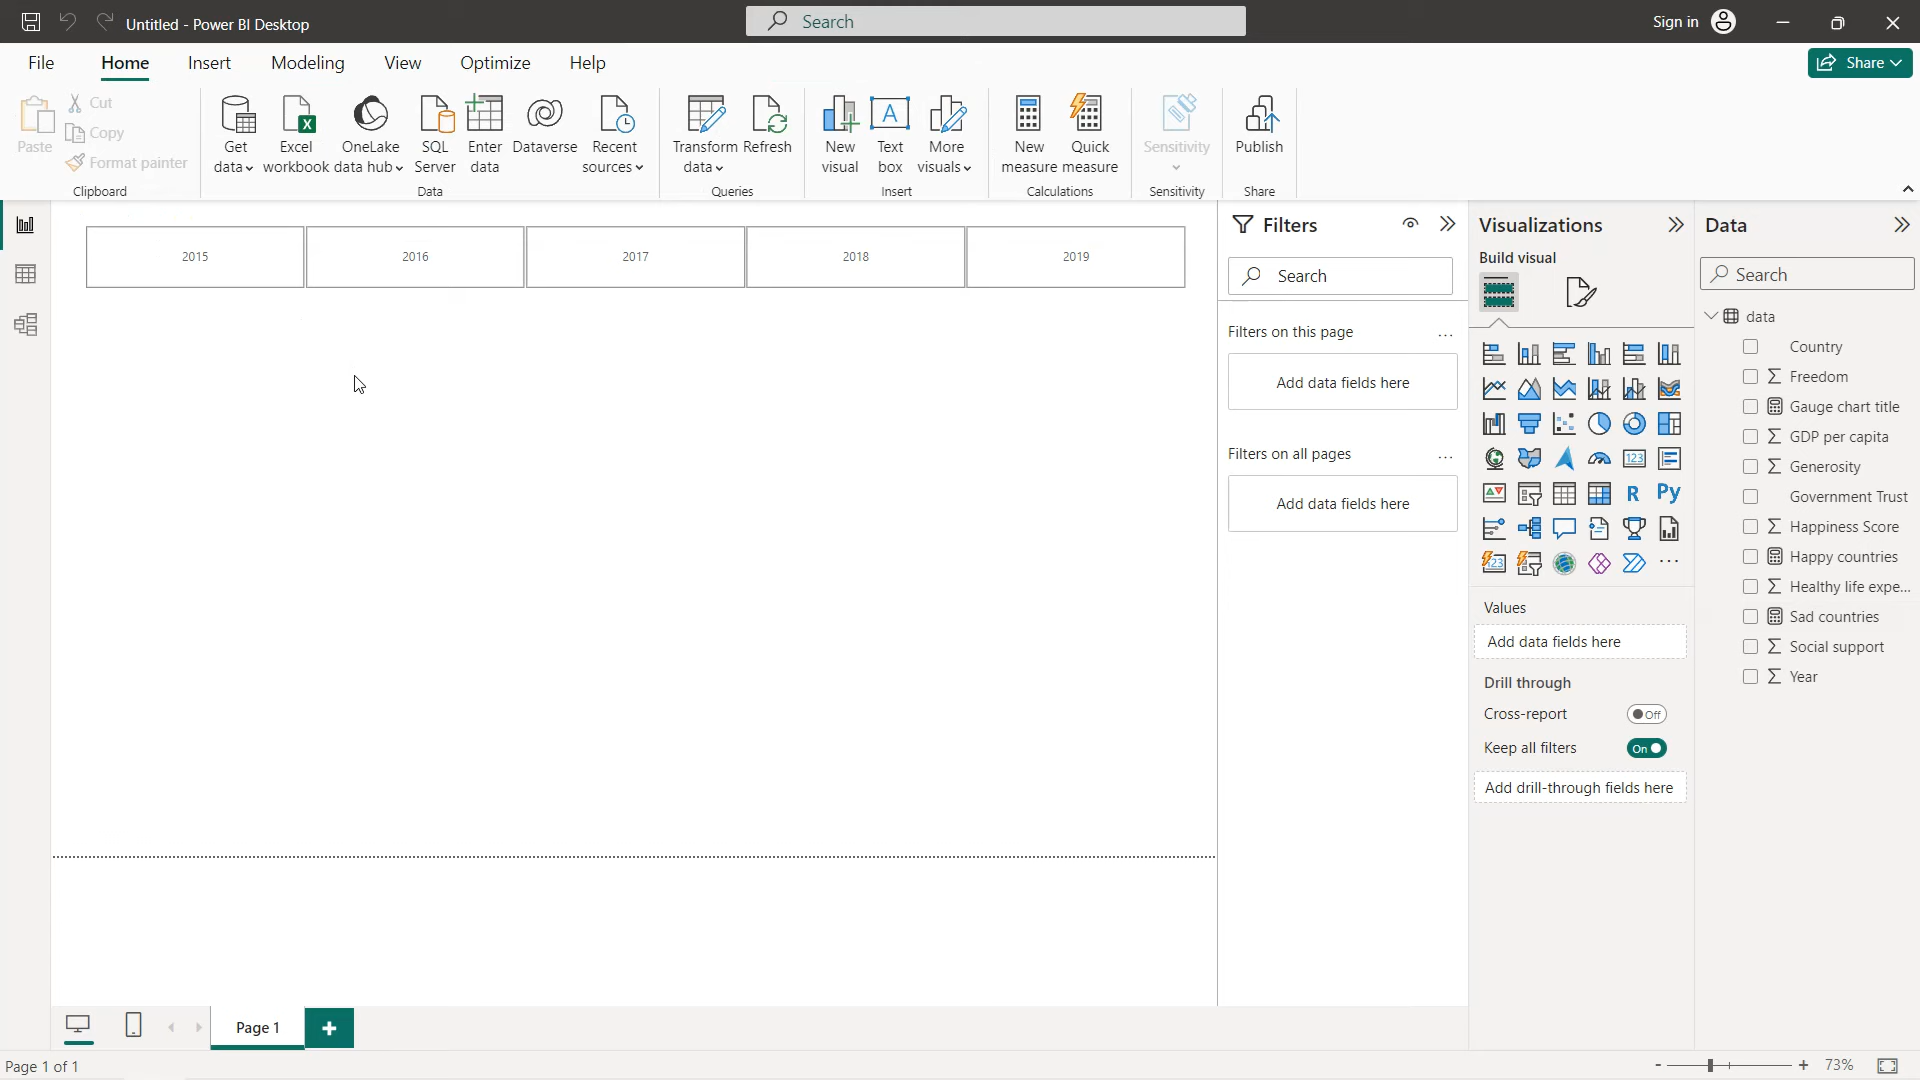 Untitled - Power BI Desktop
Search
Sign in
File
Home
Insert
Modeling
View
Optimize
Help
Share
Paste
Cut
Copy
Format painter
Clipboard
Get data
Excel workbook
OneLake data hub
SQL Server
Enter data
Dataverse
Recent sources
Data
Transform data
Refresh
Queries
New visual
A
Text box
More visuals
Insert
New measure
Quick measure
Calculations
Sensitivity
Sensitivity
Publish
Share
2015
2016
2017
2018
2019
Filters
Search
Filters on this page
...
Add data fields here
Filters on all pages
...
Add data fields here
Visualizations
Build visual
123
R
Py
123
...
Values
Add data fields here
Drill through
Cross-report
Off
Keep all filters
On
Add drill-through fields here
Data
Search
data
Country
Freedom
Gauge chart title
GDP per capita
Generosity
Government Trust
Happiness Score
Happy countries
Healthy life expe...
Sad countries
Social support
Year
Page 1
Page 1 of 1
- + 73%